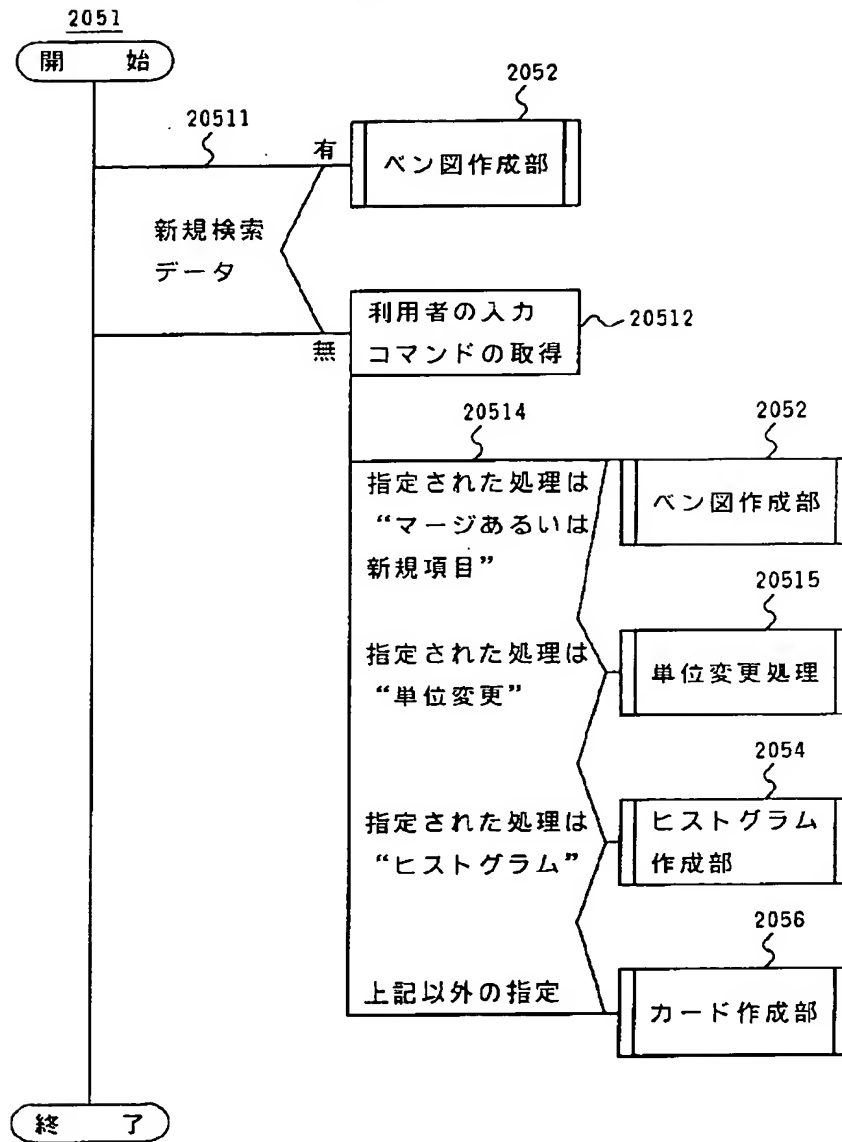 2051
開始
20511
有
2052
ベン図作成部
新規検索
データ
無
利用者の入力
コマンドの取得
20512
20514
2052
指定された処理は
“マージあるいは
新規項目”
ベン図作成部
20515
指定された処理は
“単位変更”
単位変更処理
2054
指定された処理は
“ヒストグラム”
ヒストグラム
作成部
2056
上記以外の指定
カード作成部
終了